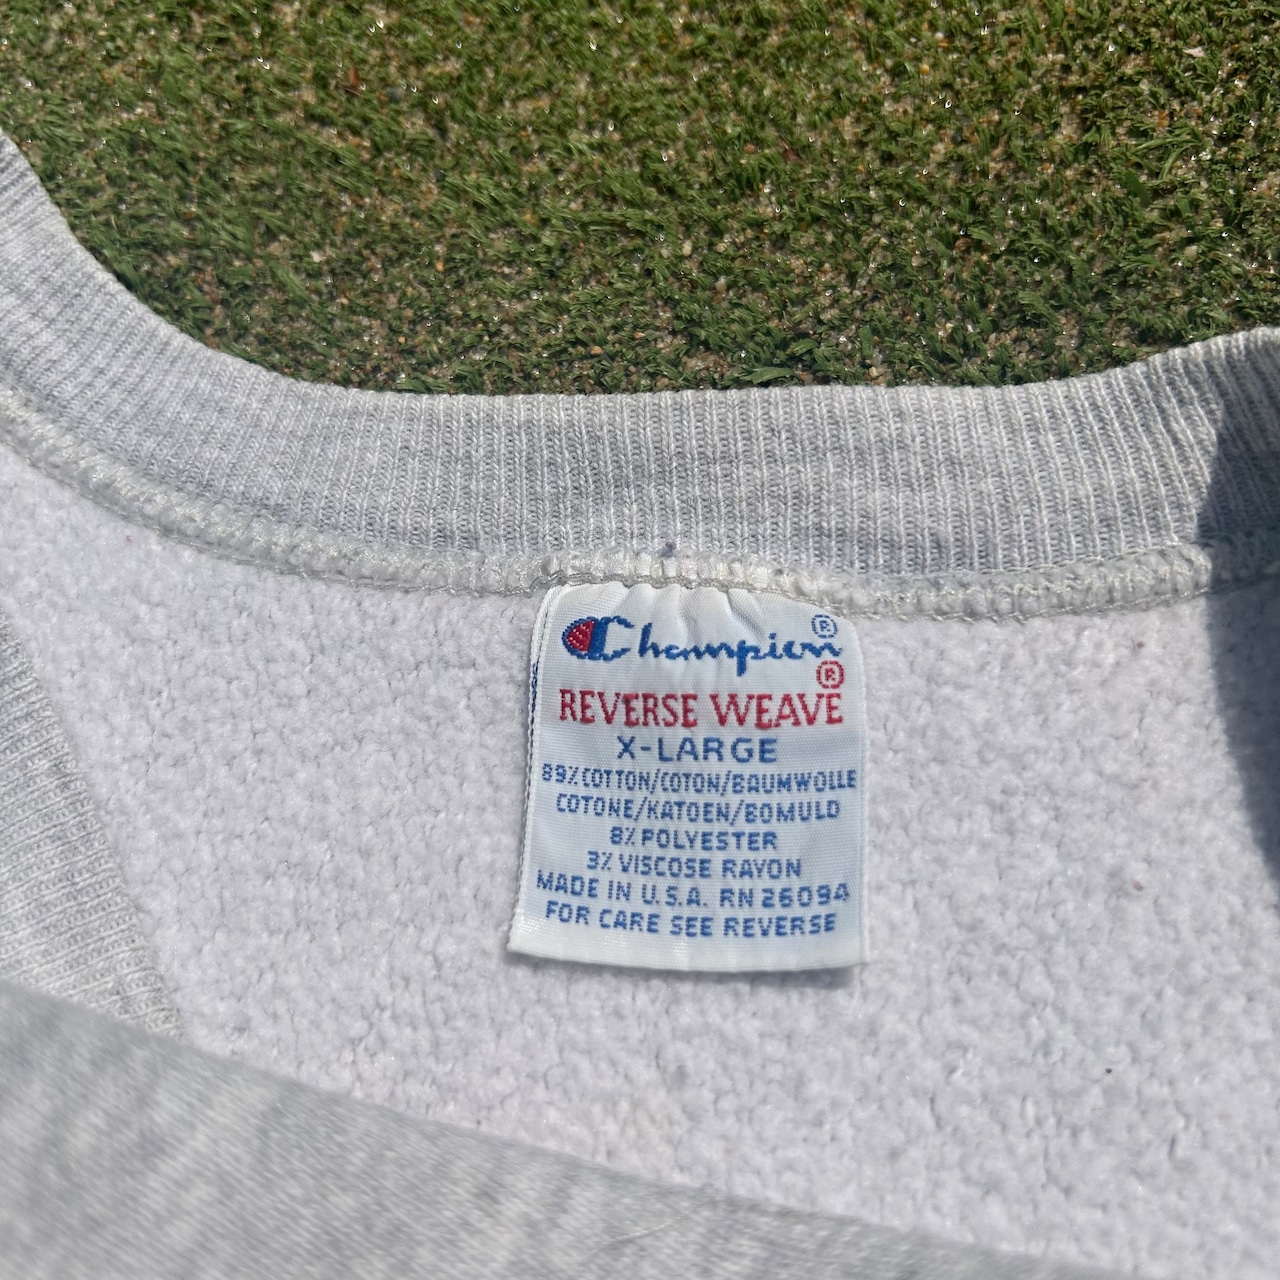 Champion®
REVERSE WEAVE®
X-LARGE
89% COTTON/COTON/BAUMWOLLE
COTONE/KATOEN/BOMULD
8% POLYESTER
3% VISCOSE RAYON
MADE IN U.S.A. RN 26094
FOR CARE SEE REVERSE